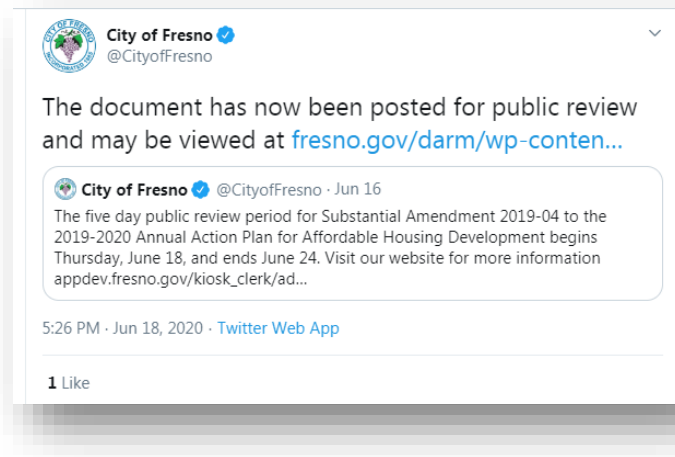 City of Fresno
@CityofFresno
The document has now been posted for public review
and may be viewed at fresno.gov/darm/wp-conten...
City of Fresno @CityofFresno · Jun 16
The five day public review period for Substantial Amendment 2019-04 to the
2019-2020 Annual Action Plan for Affordable Housing Development begins
Thursday, June 18, and ends June 24. Visit our website for more information
appdev.fresno.gov/kiosk_clerk/ad...
5:26 PM · Jun 18, 2020 · Twitter Web App
1 Like